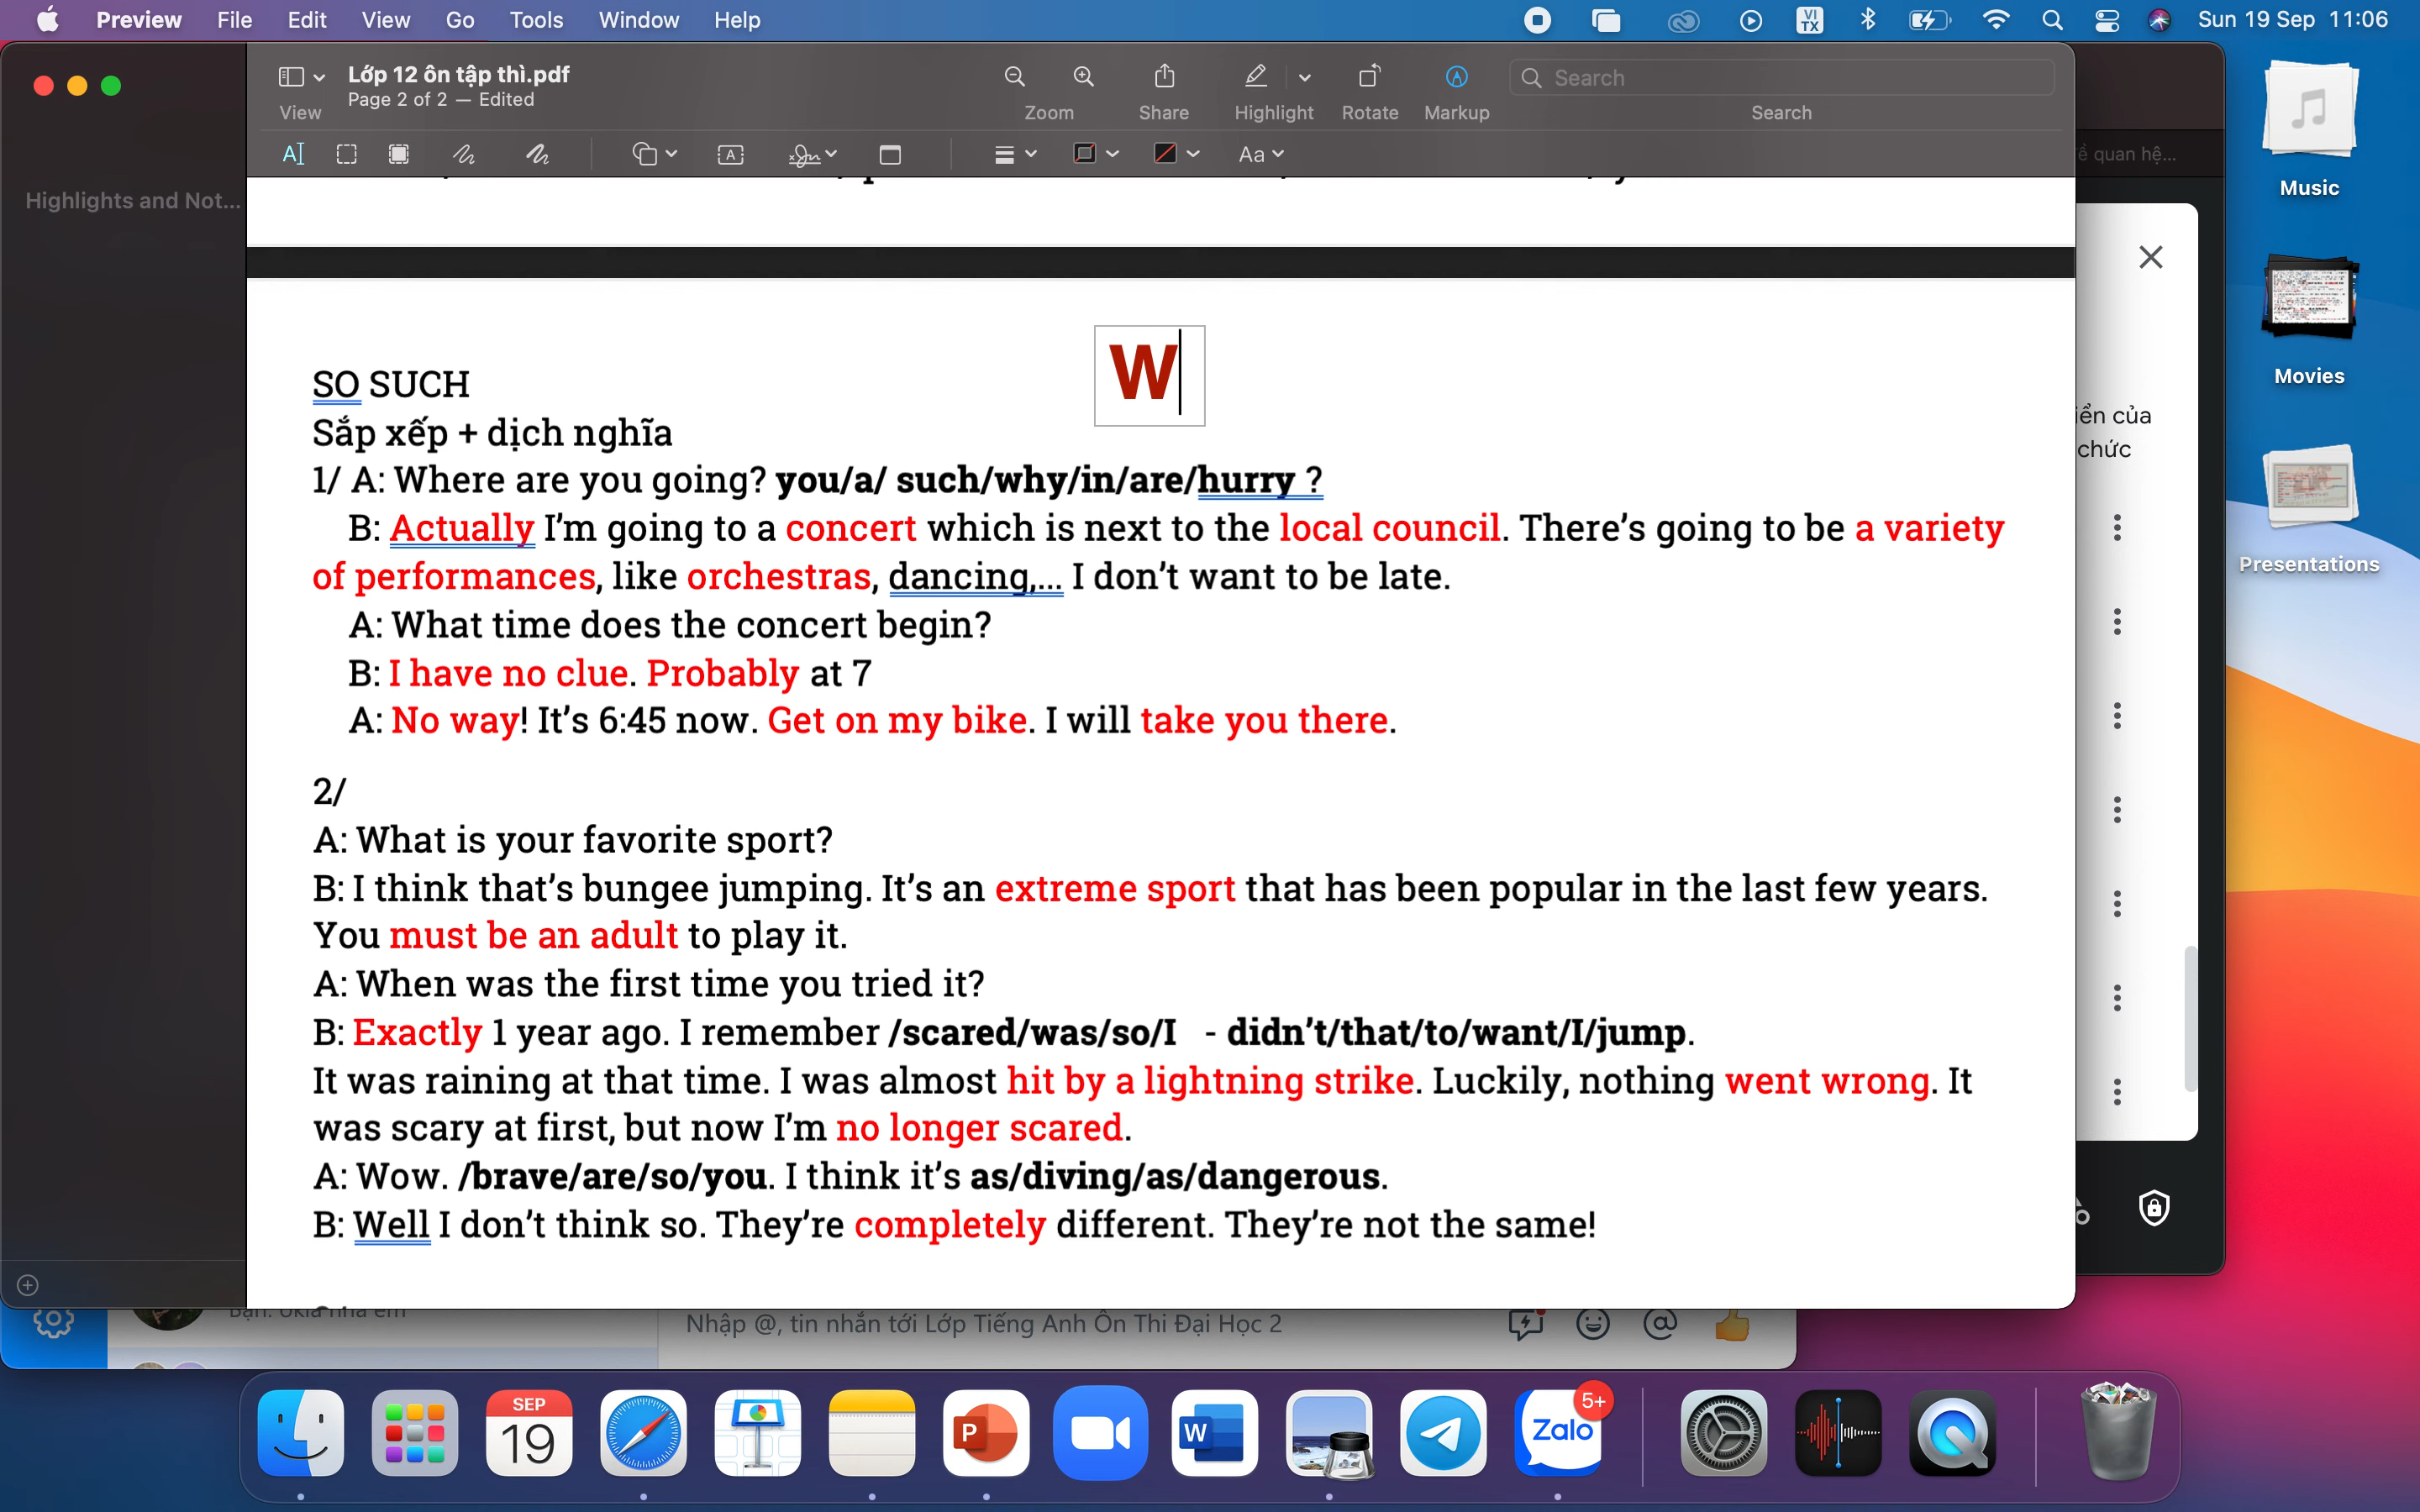 Preview File Edit View Go Tools Window Help
VI TX
Sun 19 Sep 11:06
Lớp 12 ôn tập thì.pdf
Page 2 of 2 — Edited
View
Zoom
Share
Highlight
Rotate
Markup
Search
Search
A
A
Aa
Highlights and Not...
quan hệ...
Music
Movies
Presentations
của
chức
W
SO SUCH
Sắp xếp + dịch nghĩa
1/ A: Where are you going? you/a/ such/why/in/are/hurry ?
B: Actually I’m going to a concert which is next to the local council. There’s going to be a variety
of performances, like orchestras, dancing,... I don’t want to be late.
A: What time does the concert begin?
B: I have no clue. Probably at 7
A: No way! It’s 6:45 now. Get on my bike. I will take you there.
2/
A: What is your favorite sport?
B: I think that’s bungee jumping. It’s an extreme sport that has been popular in the last few years.
You must be an adult to play it.
A: When was the first time you tried it?
B: Exactly 1 year ago. I remember /scared/was/so/I - didn’t/that/to/want/I/jump.
It was raining at that time. I was almost hit by a lightning strike. Luckily, nothing went wrong. It
was scary at first, but now I’m no longer scared.
A: Wow. /brave/are/so/you. I think it’s as/diving/as/dangerous.
B: Well I don’t think so. They’re completely different. They’re not the same!
Nhập @, tin nhắn tới Lớp Tiếng Anh Ôn Thi Đại Học 2
SEP
19
P
W
Zalo
5+